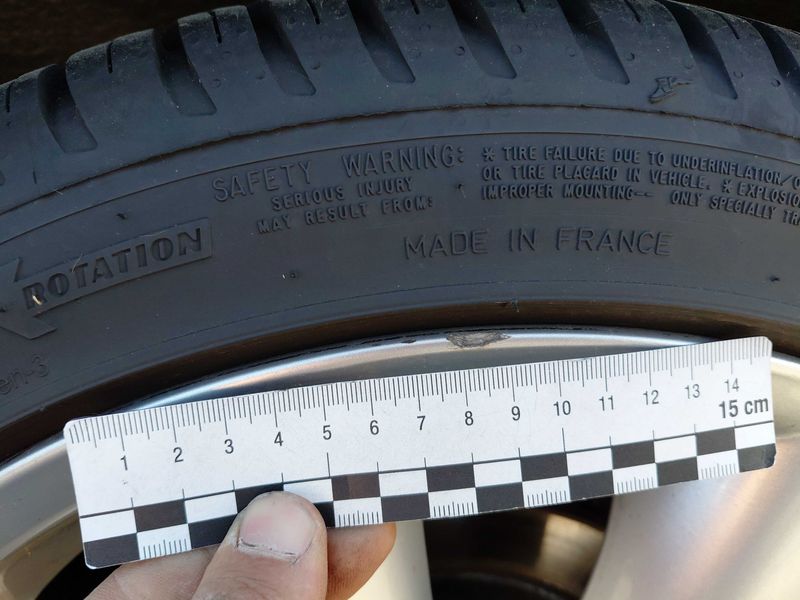 SAFETY WARNING:
SERIOUS INJURY
MAY RESULT FROM:
* TIRE FAILURE DUE TO UNDERINFLATION/O
OR TIRE PLACARD IN VEHICLE. * EXPLOSIO
IMPROPER MOUNTING-- ONLY SPECIALLY TR
ROTATION
MADE IN FRANCE
en-3
1 2 3 4 5 6 7 8 9 10 11 12 13 14
15 cm